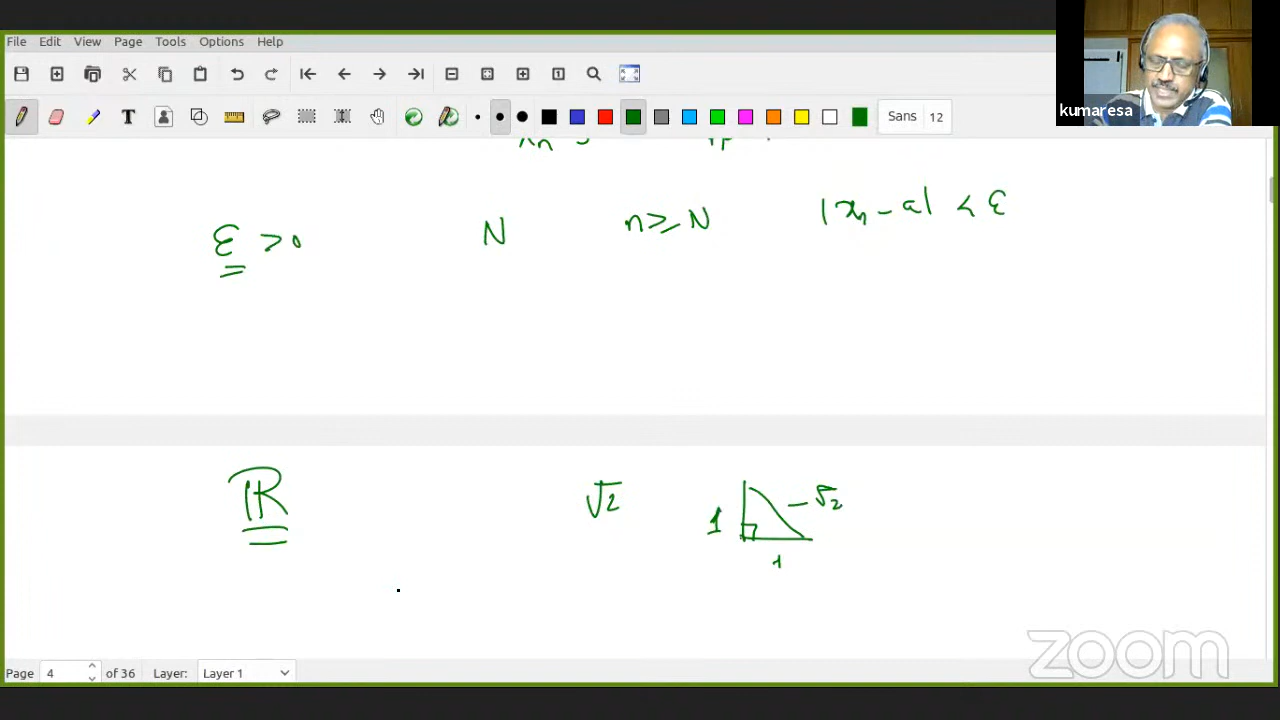 File Edit View Page Tools Options Help
kumaresa
Sans 12
ε > 0 N n ≥ N |xₙ - a| < ε
ℝ √2 1 √2
1
Page 4 of 36 Layer: Layer 1
zoom